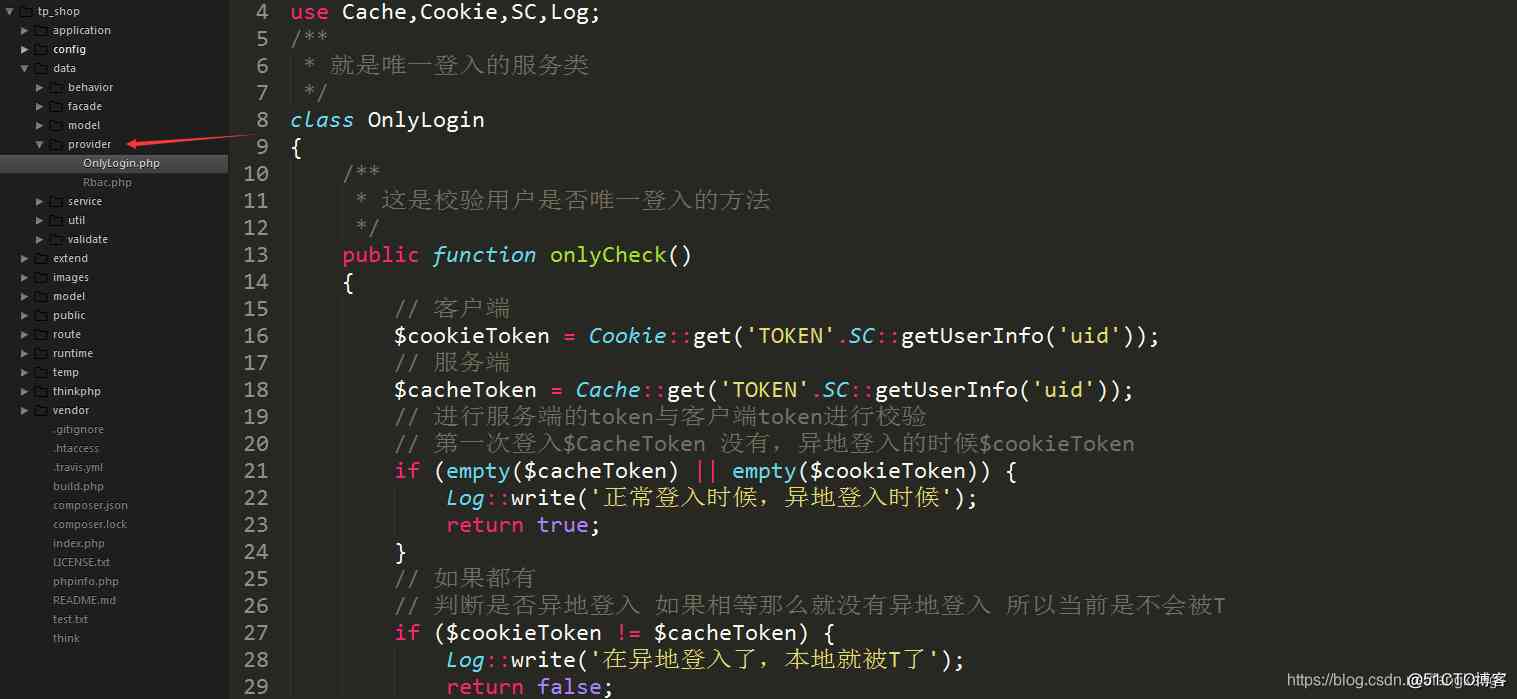 tp_shop
application
config
data
behavior
facade
model
provider
OnlyLogin.php
Rbac.php
service
util
validate
extend
images
model
public
route
runtime
temp
thinkphp
vendor
.gitignore
.htaccess
.travis.yml
build.php
composer.json
composer.lock
index.php
LICENSE.txt
phpinfo.php
README.md
test.txt
think
4 use Cache,Cookie,SC,Log;
5 /**
6 * 就是唯一登入的服务类
7 */
8 class OnlyLogin
9 {
10 /**
11 * 这是校验用户是否唯一登入的方法
12 */
13 public function onlyCheck()
14 {
15 // 客户端
16 $cookieToken = Cookie::get('TOKEN'.SC::getUserInfo('uid'));
17 // 服务端
18 $cacheToken = Cache::get('TOKEN'.SC::getUserInfo('uid'));
19 // 进行服务端的token与客户端token进行校验
20 // 第一次登入$CacheToken 没有，异地登入的时候$cookieToken
21 if (empty($cacheToken) || empty($cookieToken)) {
22 Log::write('正常登入时候，异地登入时候');
23 return true;
24 }
25 // 如果都有
26 // 判断是否异地登入 如果相等那么就没有异地登入 所以当前是不会被T
27 if ($cookieToken != $cacheToken) {
28 Log::write('在异地登入了，本地就被T了');
29 return false;
https://blog.csdn.
@51CTO博客